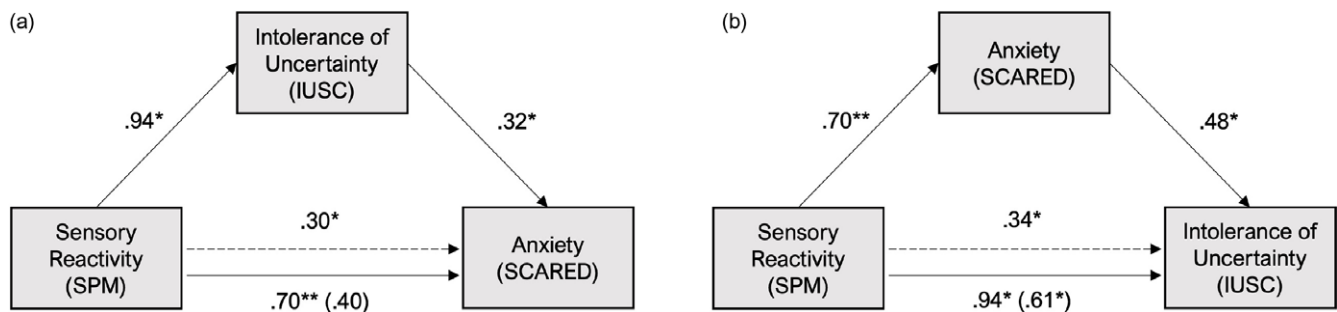 (a)
Intolerance of
Uncertainty
(IUSC)
.94*
.32*
Sensory
Reactivity
(SPM)
.30*
.70** (.40)
Anxiety
(SCARED)
(b)
Anxiety
(SCARED)
.70**
.48*
Sensory
Reactivity
(SPM)
.34*
.94* (.61*)
Intolerance of
Uncertainty
(IUSC)